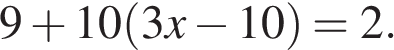 9 + 10(3x − 10) = 2.